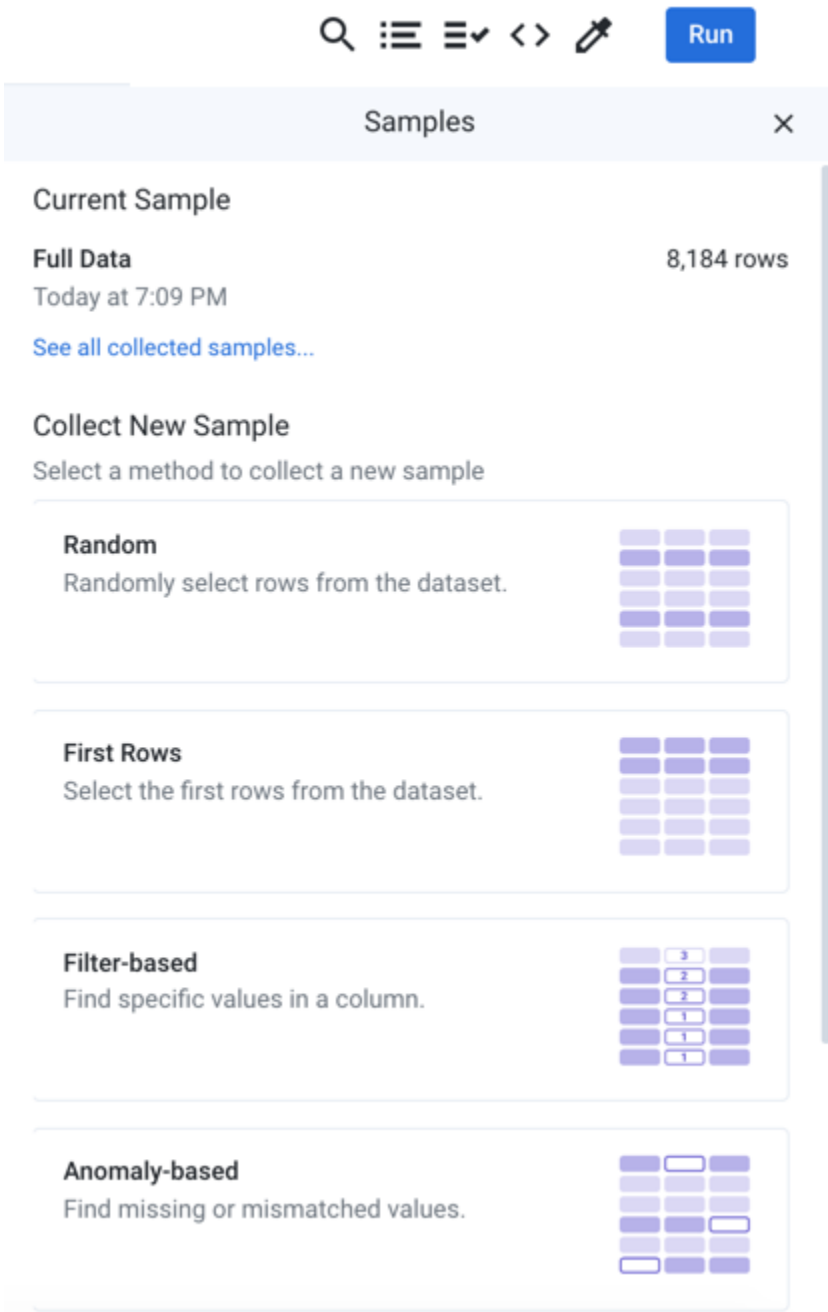 Run
Samples
Current Sample
Full Data 8,184 rows
Today at 7:09 PM
See all collected samples...
Collect New Sample
Select a method to collect a new sample
Random
Randomly select rows from the dataset.
First Rows
Select the first rows from the dataset.
Filter-based
Find specific values in a column.
3
2
2
1
1
1
Anomaly-based
Find missing or mismatched values.